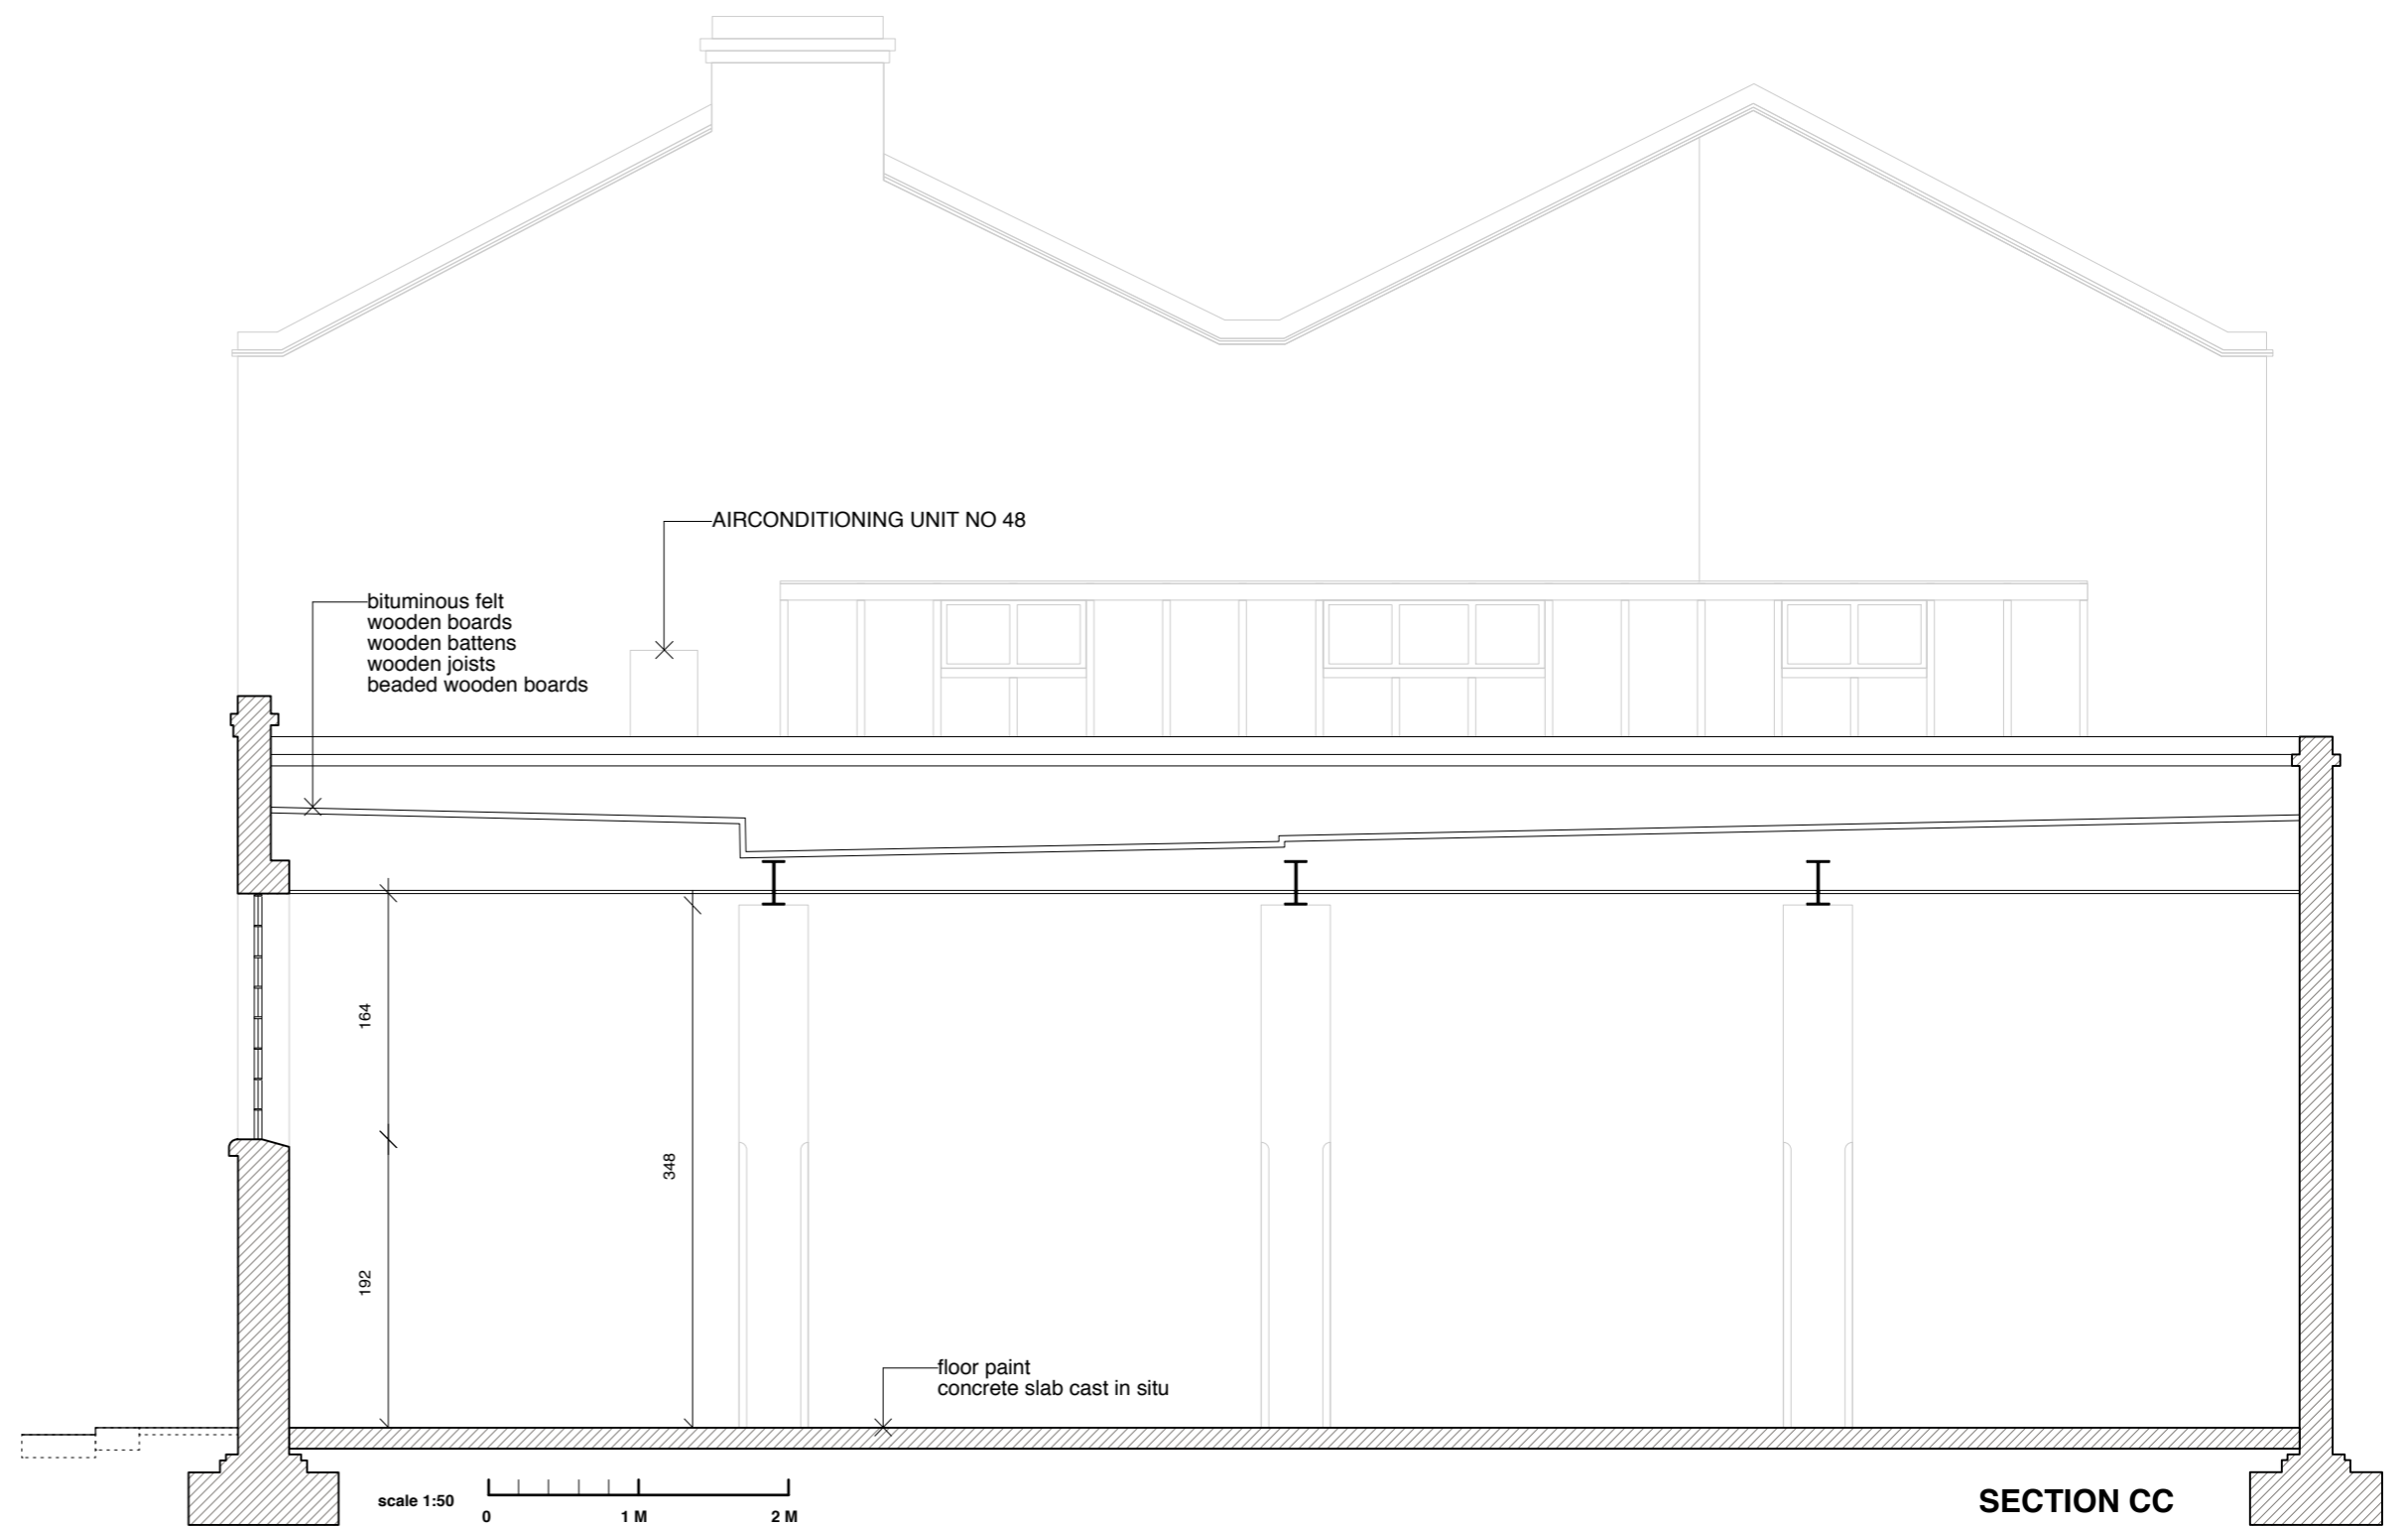 AIRCONDITIONING UNIT NO 48
bituminous felt
wooden boards
wooden battens
wooden joists
beaded wooden boards
164
348
192
floor paint
concrete slab cast in situ
scale 1:50
0 1 M 2 M
SECTION CC